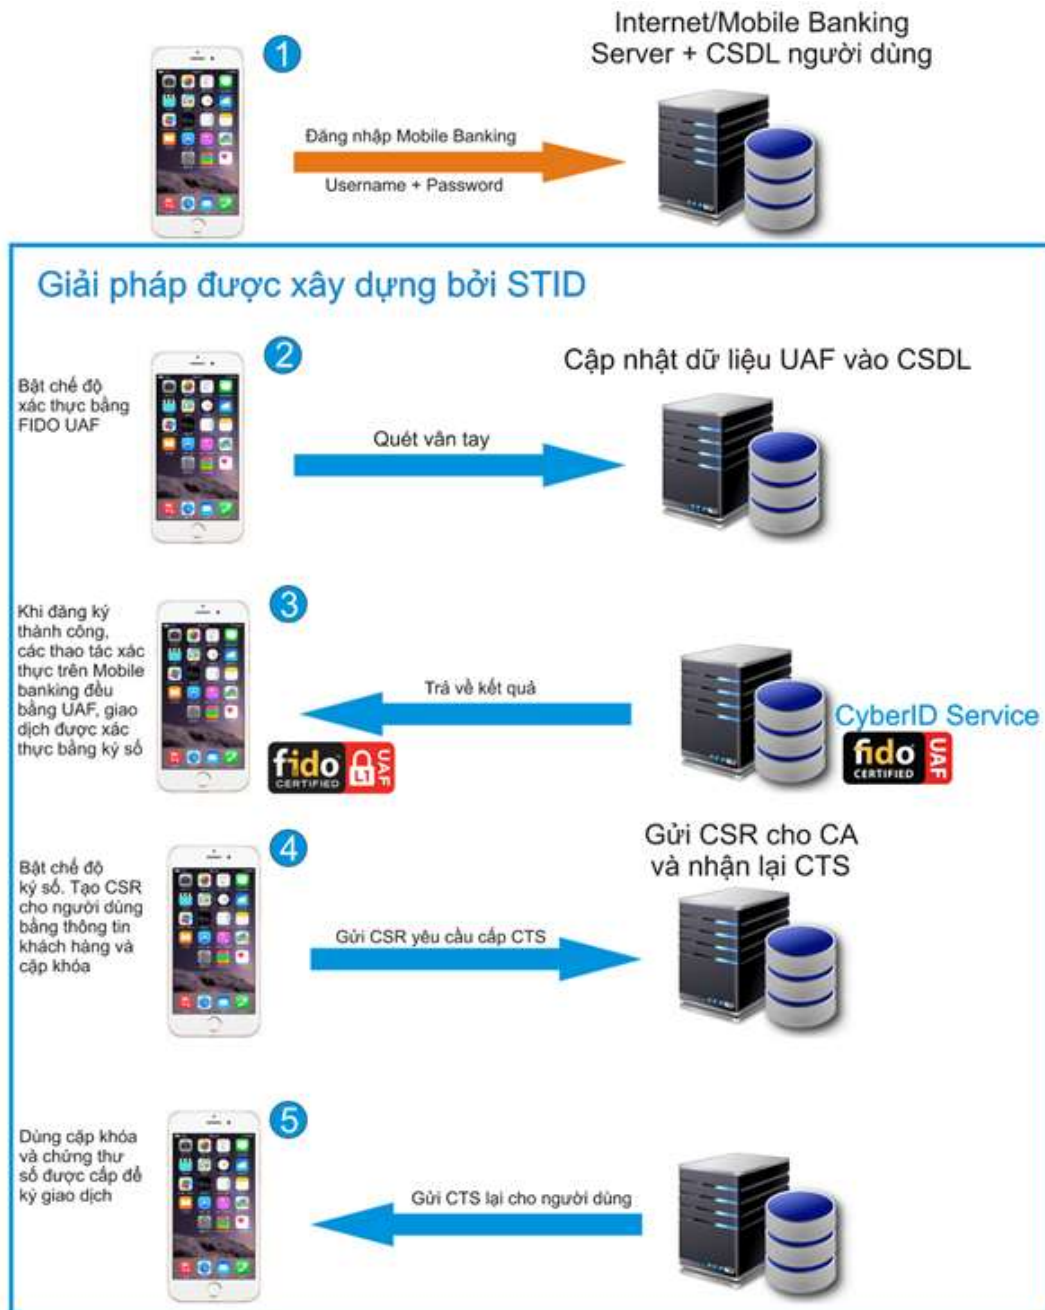 1
Internet/Mobile Banking
Server + CSDL người dùng
Đăng nhập Mobile Banking
Username + Password
Giải pháp được xây dựng bởi STID
2
Bật chế độ
xác thực bằng
FIDO UAF
Quét vân tay
Cập nhật dữ liệu UAF vào CSDL
3
Khi đăng ký
thành công,
các thao tác xác
thực trên Mobile
banking đều
bằng UAF, giao
dịch được xác
thực bằng ký số
Trả về kết quả
fido
CERTIFIED
L1
UAF
CyberID Service
fido
CERTIFIED
UAF
4
Bật chế độ
ký số. Tạo CSR
cho người dùng
bằng thông tin
khách hàng và
cặp khóa
Gửi CSR yêu cầu cấp CTS
Gửi CSR cho CA
và nhận lại CTS
5
Dùng cặp khóa
và chứng thư
số được cấp để
ký giao dịch
Gửi CTS lại cho người dùng